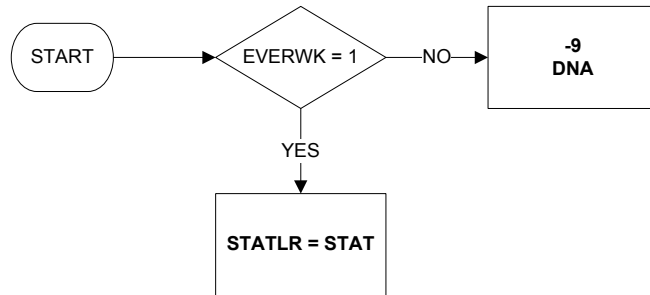 START
EVERWK = 1
NO
-9
DNA
YES
STATLR = STAT